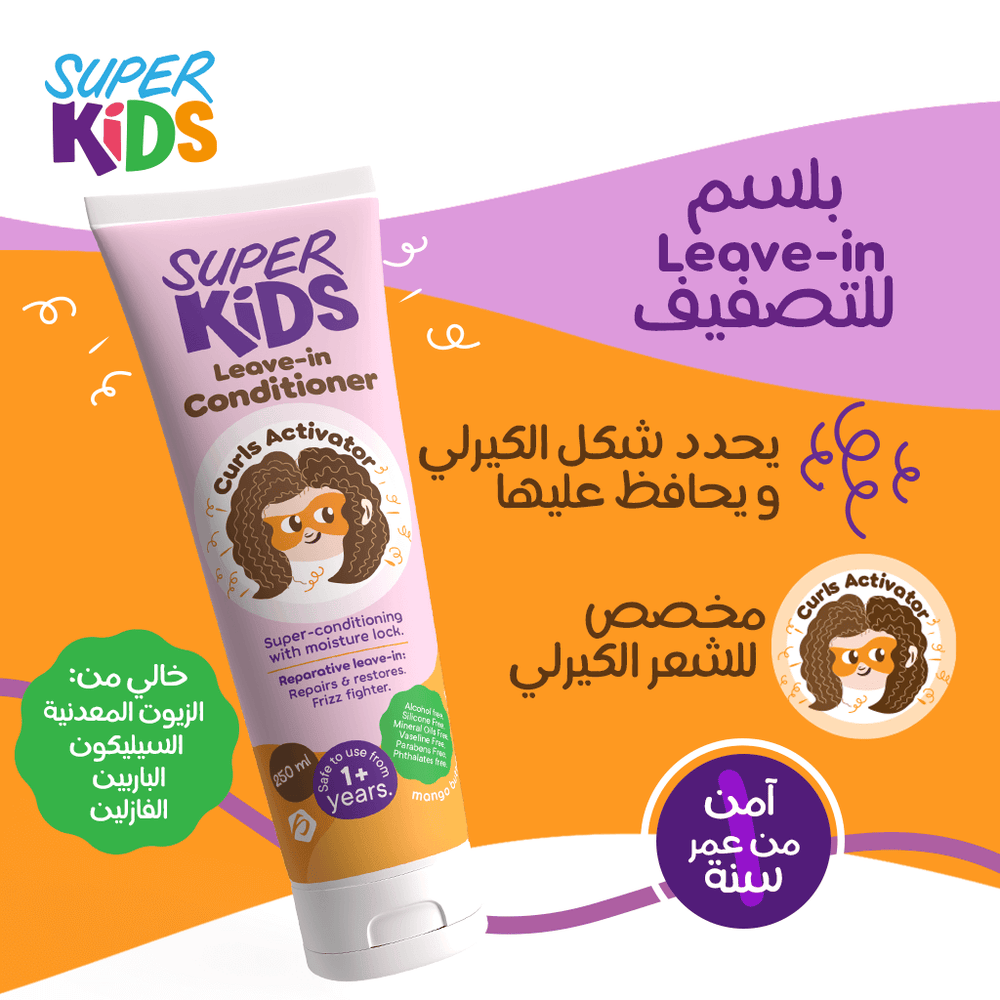 SUPER
KiDS
بلسم
Leave-in
للتصفيف
يحدد شكل الكيرلي
و يحافظ عليها
Curls Activator
مخصص
للشعر الكيرلي
آمن
من عمر
سنة
خالي من:
الزيوت المعدنية
السيليكون
الباربين
الفازلين
SUPER
KiDS
Leave-in
Conditioner
Curls Activator
Super-conditioning
with moisture lock.
Reparative leave-in:
Repairs & restores.
Frizz fighter.
250 ml
Safe to use from
1+
years.
Alcohol free.
Silicone Free.
Mineral Oils Free.
Vaseline Free.
Parabens Free.
Phthalates free.
mango